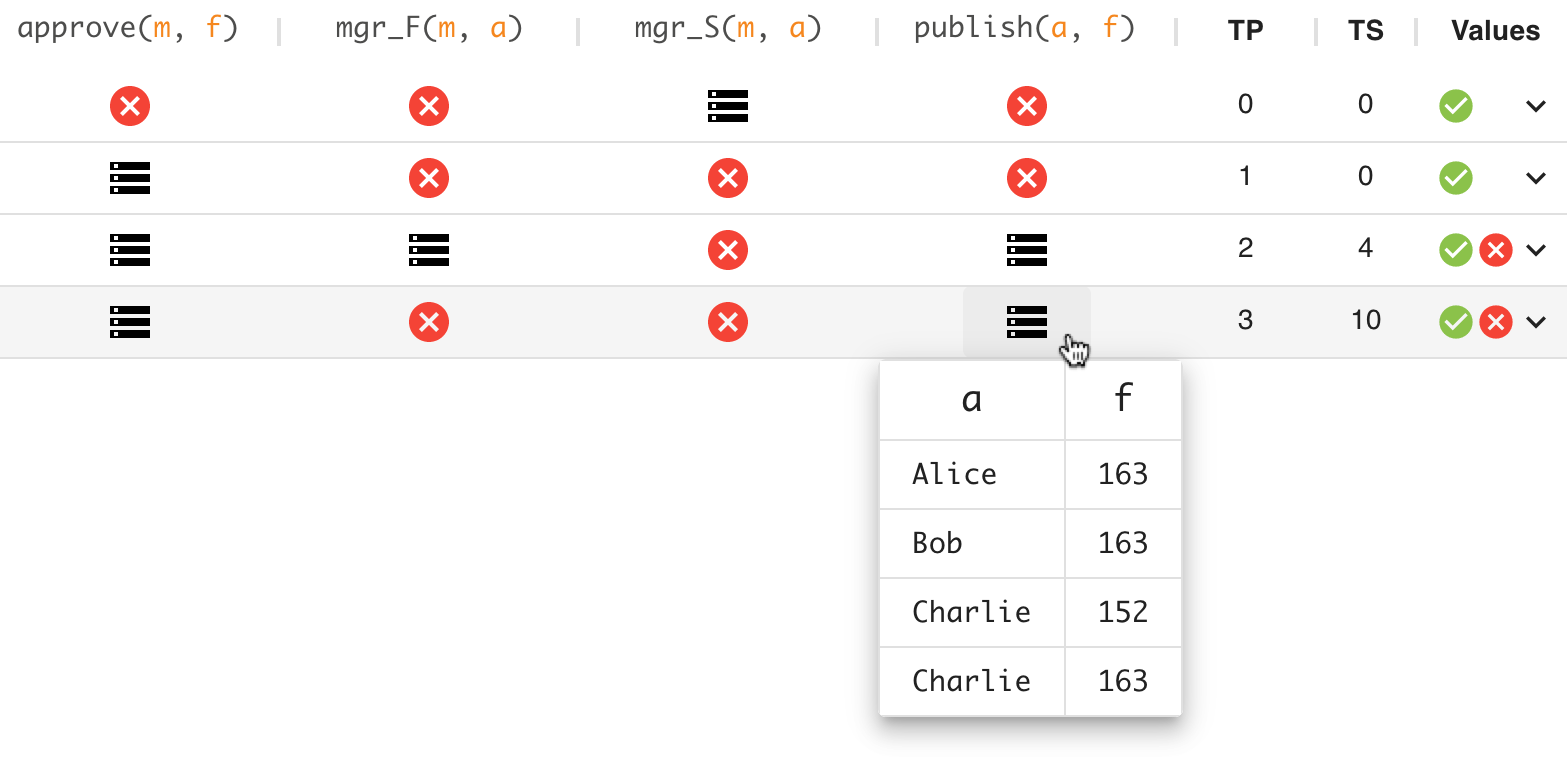 approve(m, f) mgr_F(m, a) mgr_S(m, a) publish(a, f) TP TS Values
0 0
1 0
2 4
3 10
a f
Alice 163
Bob 163
Charlie 152
Charlie 163